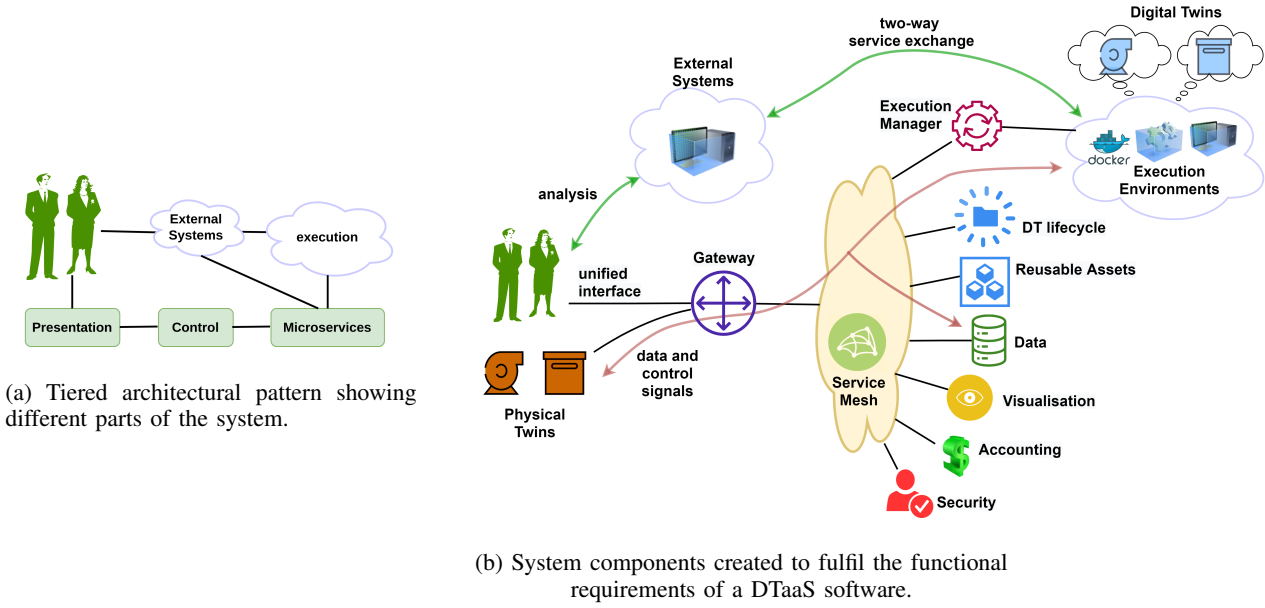 External
Systems
execution
Presentation
Control
Microservices
(a) Tiered architectural pattern showing
different parts of the system.
two-way
service exchange
Digital Twins
External
Systems
Execution
Manager
docker
Execution
Environments
analysis
DT lifecycle
Gateway
unified
interface
Reusable Assets
Data
data and
control
signals
Service
Mesh
Physical
Twins
Visualisation
Accounting
Security
(b) System components created to fulfil the functional
requirements of a DTaaS software.